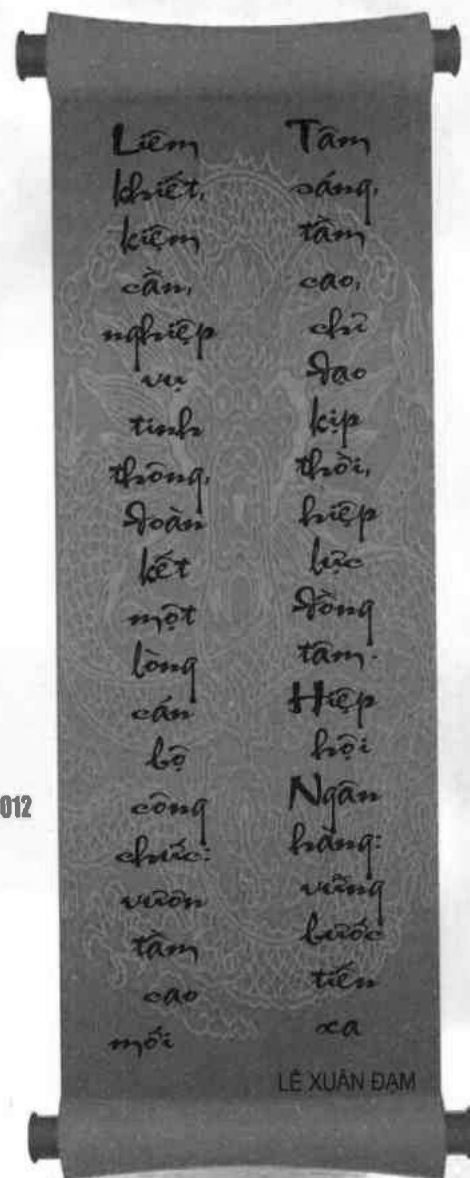 Liêm
khiết,
kiệm
cần,
nghiệp
vụ
tinh
thông,
đoàn
kết
một
lòng
cán
bộ
công
chức:
vươn
tầm
cao
mới
Tâm
sáng,
tầm
cao,
chỉ
đạo
kịp
thời,
hiệp
lực
đồng
tâm.
Hiệp
hội
Ngân
hàng:
vững
bước
tiến
xa
LÊ XUÂN ĐẠM
012